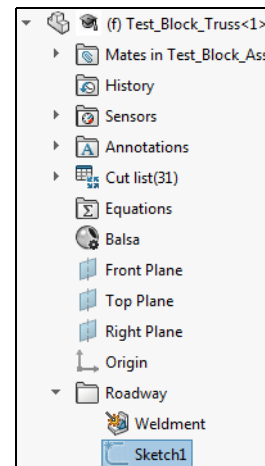 (f) Test_Block_Truss<1>
Mates in Test_Block_Ass
History
Sensors
A Annotations
Cut list(31)
Σ Equations
Balsa
Front Plane
Top Plane
Right Plane
Origin
Roadway
Weldment
Sketch1